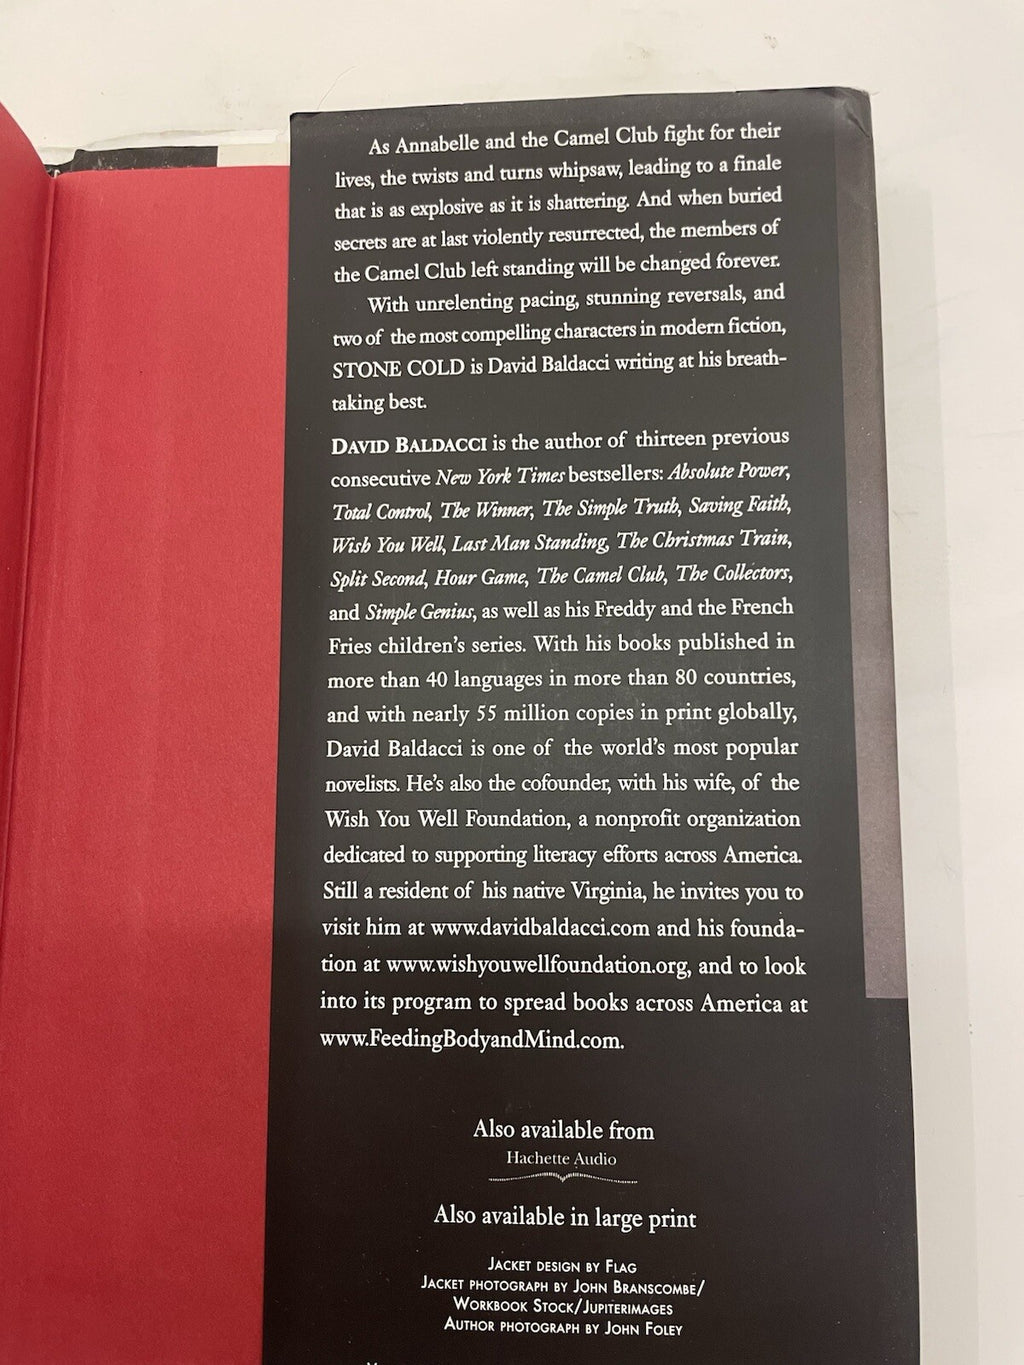 As Annabelle and the Camel Club fight for their
lives, the twists and turns whipsaw, leading to a finale
that is as explosive as it is shattering. And when buried
secrets are at last violently resurrected, the members of
the Camel Club left standing will be changed forever.
With unrelenting pacing, stunning reversals, and
two of the most compelling characters in modern fiction,
STONE COLD is David Baldacci writing at his breath-
taking best.
DAVID BALDACCI is the author of thirteen previous
consecutive New York Times bestsellers: Absolute Power,
Total Control, The Winner, The Simple Truth, Saving Faith,
Wish You Well, Last Man Standing, The Christmas Train,
Split Second, Hour Game, The Camel Club, The Collectors,
and Simple Genius, as well as his Freddy and the French
Fries children's series. With his books published in
more than 40 languages in more than 80 countries,
and with nearly 55 million copies in print globally,
David Baldacci is one of the world's most popular
novelists. He's also the cofounder, with his wife, of the
Wish You Well Foundation, a nonprofit organization
dedicated to supporting literacy efforts across America.
Still a resident of his native Virginia, he invites you to
visit him at www.davidbaldacci.com and his founda-
tion at www.wishyouwellfoundation.org, and to look
into its program to spread books across America at
www.FeedingBodyandMind.com.
Also available from
Hachette Audio
Also available in large print
JACKET DESIGN BY FLAG
JACKET PHOTOGRAPH BY JOHN BRANSCOMBE/
WORKBOOK STOCK/JUPITERIMAGES
AUTHOR PHOTOGRAPH BY JOHN FOLEY